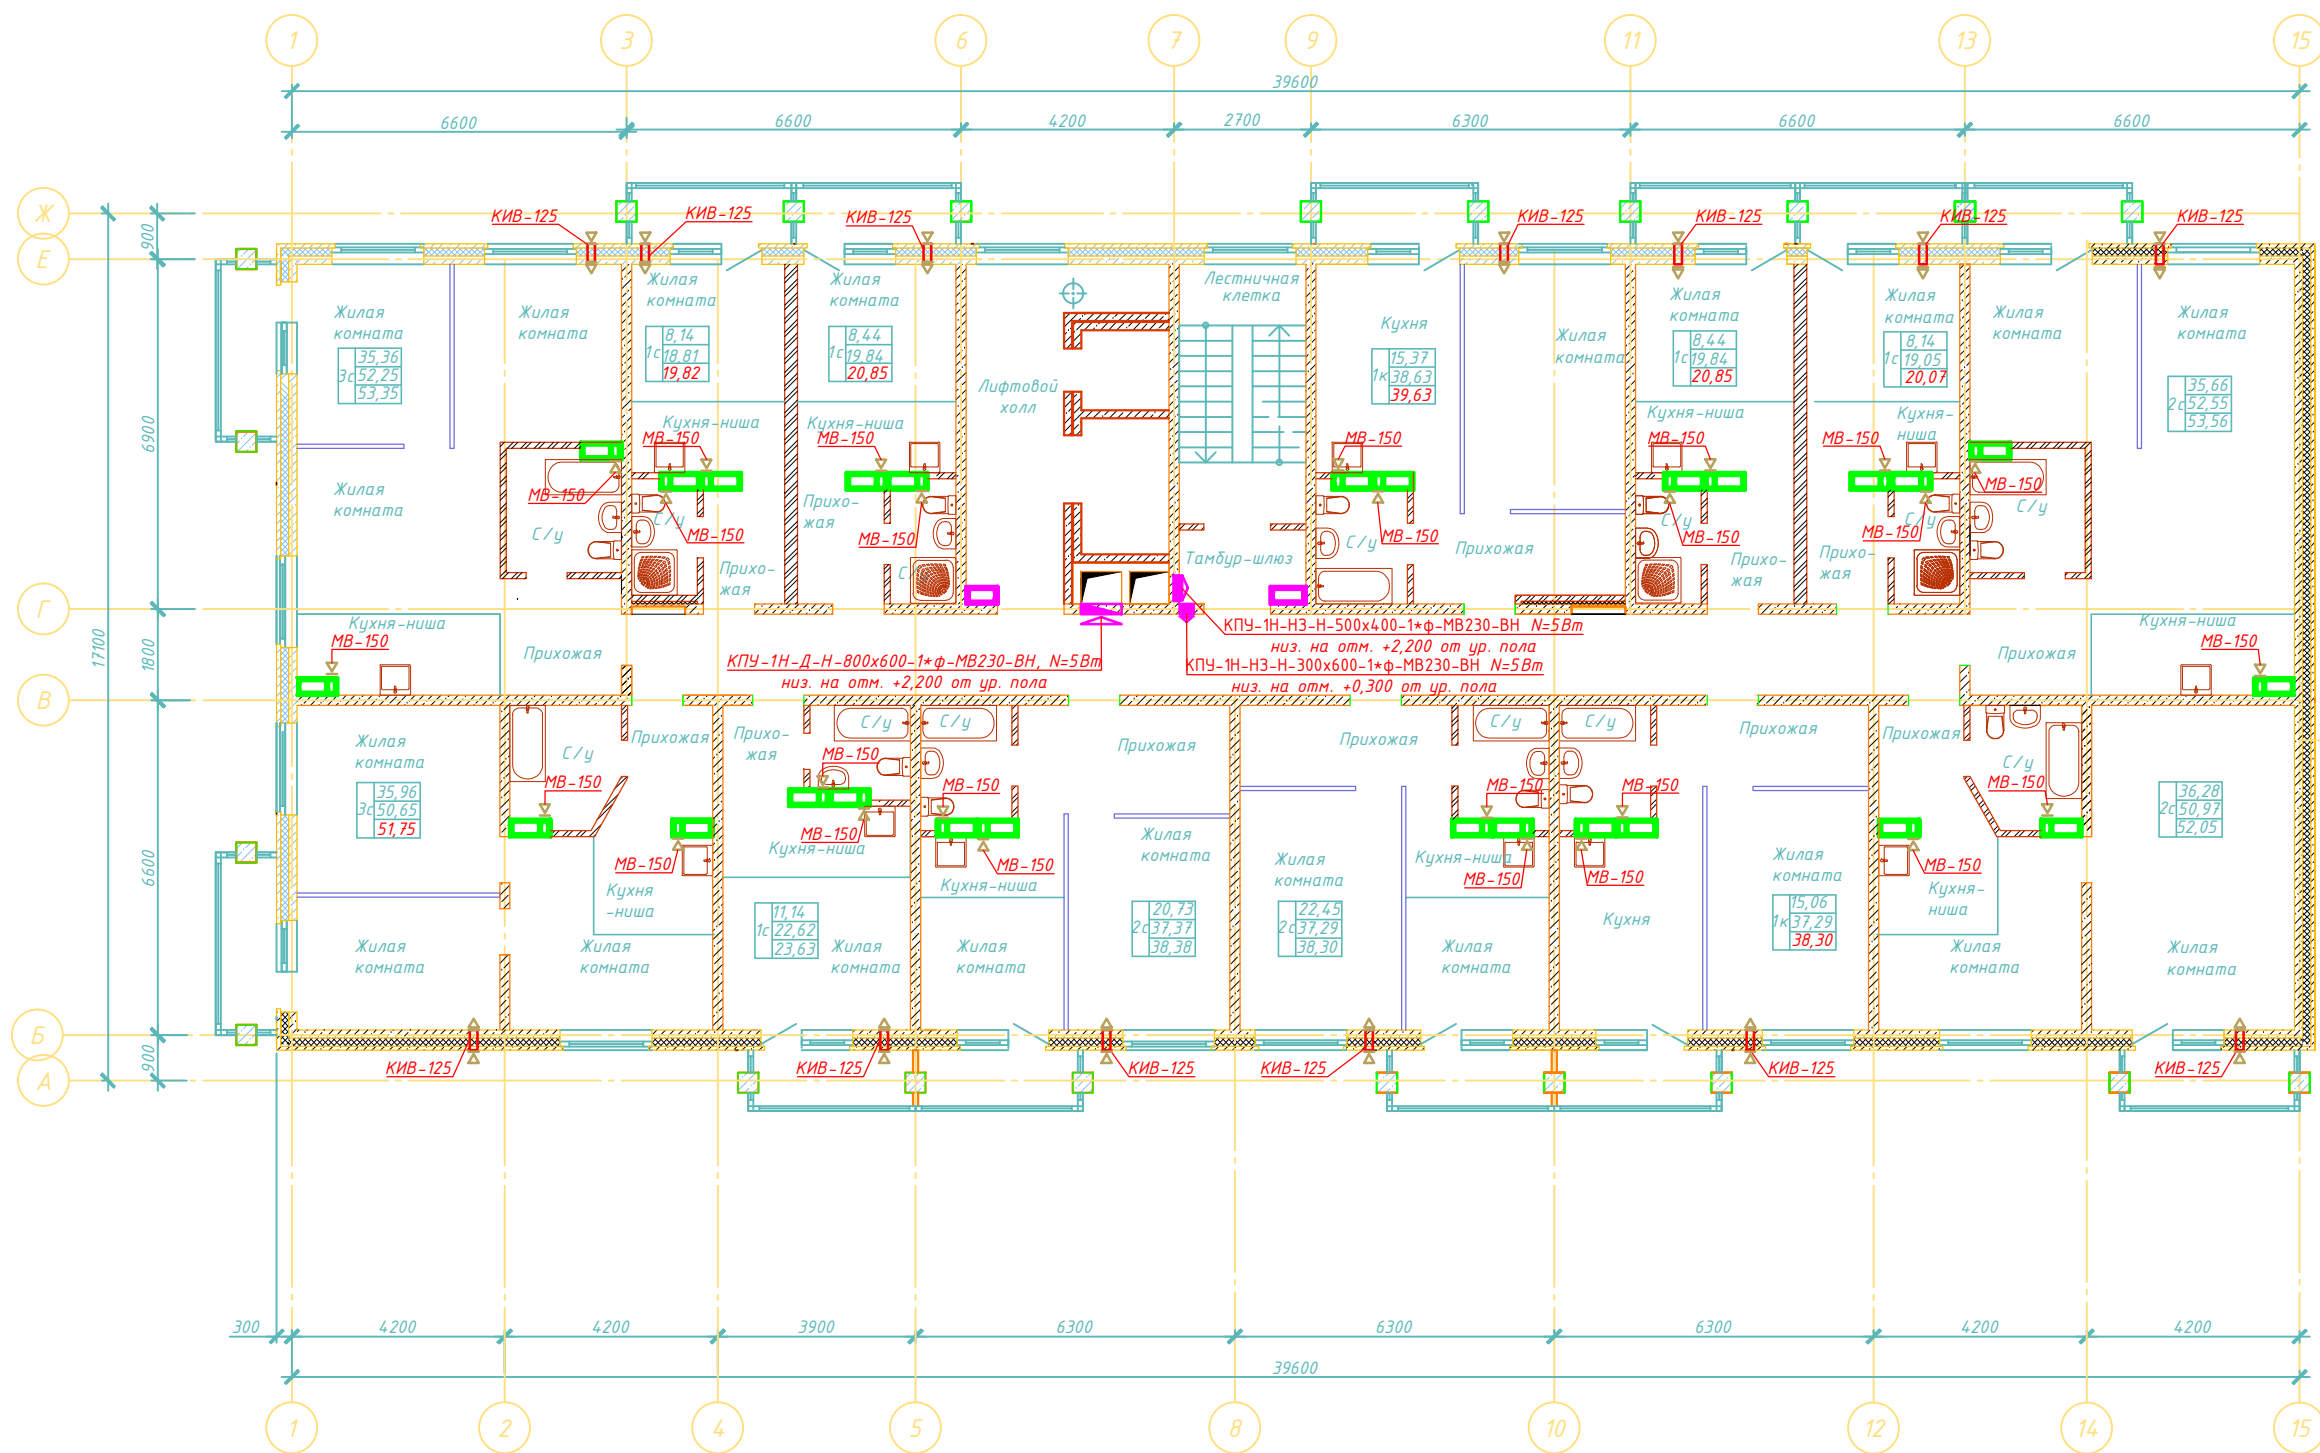 1 3 6 7 9 11 13 15
39600
6600 6600 4200 2700 6300 6600 6600
Ж
Е
Г
В
Б
А
900
6900
1800
6600
900
17100
КИВ-125 КИВ-125 КИВ-125 КИВ-125 КИВ-125 КИВ-125 КИВ-125
Жилая
комната
35,36
3с 52,25
53,35
Жилая
комната
Жилая
комната
8,14
1с 18,81
19,82
Жилая
комната
8,44
1с 19,84
20,85
Лифтовой
холл
Лестничная
клетка
Кухня
15,37
1к 38,63
39,63
Жилая
комната
Жилая
комната
8,44
1с 19,84
20,85
Жилая
комната
8,14
1с 19,05
20,07
Жилая
комната
Жилая
комната
35,66
2с 52,55
53,56
Кухня-ниша
МВ-150
Кухня-ниша
МВ-150
МВ-150
Кухня-ниша
МВ-150
Кухня-
ниша
МВ-150
Жилая
комната
МВ-150
С/у
С/у
МВ-150
Прихо-
жая
Прихо-
жая
МВ-150
С/у
Тамбур-шлюз
С/у
МВ-150
Прихожая
С/у
МВ-150
Прихо-
жая
Прихо-
жая
МВ-150
С/у
МВ-150
С/у
Кухня-ниша
МВ-150
Прихожая
КПУ-1Н-Д-Н-800х600-1*ф-МВ230-ВН, N=5Вт
низ. на отм. +2,200 от ур. пола
КПУ-1Н-НЗ-Н-500х400-1*ф-МВ230-ВН N=5Вт
низ. на отм. +2,200 от ур. пола
КПУ-1Н-НЗ-Н-300х600-1*ф-МВ230-ВН N=5Вт
низ. на отм. +0,300 от ур. пола
Прихожая
Кухня-ниша
МВ-150
Жилая
комната
35,96
3с 50,65
51,75
С/у
МВ-150
Прихожая
МВ-150
Кухня
-ниша
Жилая
комната
Жилая
комната
Прихо-
жая
С/у
МВ-150
МВ-150
Кухня-ниша
11,14
1с 22,62
23,63
Жилая
комната
С/у
МВ-150
МВ-150
Кухня-ниша
Жилая
комната
Прихожая
Жилая
комната
20,73
2с 37,37
38,38
Прихожая
Жилая
комната
22,45
2с 37,29
38,30
С/у
МВ-150
Кухня-ниша
МВ-150
Жилая
комната
С/у
МВ-150
МВ-150
Кухня
Прихожая
Жилая
комната
15,06
1к 37,29
38,30
Прихожая
С/у
МВ-150
МВ-150
Кухня-
ниша
Жилая
комната
36,28
2с 50,97
52,05
Жилая
комната
КИВ-125 КИВ-125 КИВ-125 КИВ-125 КИВ-125 КИВ-125
300 4200 4200 3900 6300 6300 6300 4200 4200
39600
1 2 4 5 8 10 12 14 15